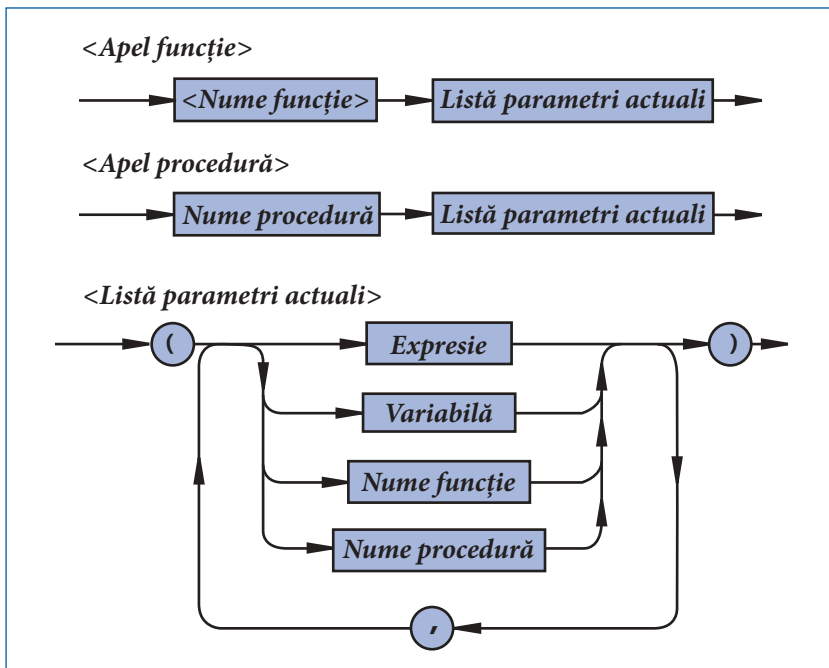 <Apel funcție>
<Nume funcție> Listă parametri actuali
<Apel procedură>
Nume procedură Listă parametri actuali
<Listă parametri actuali>
( Expresie )
Variabilă
Nume funcție
Nume procedură
,